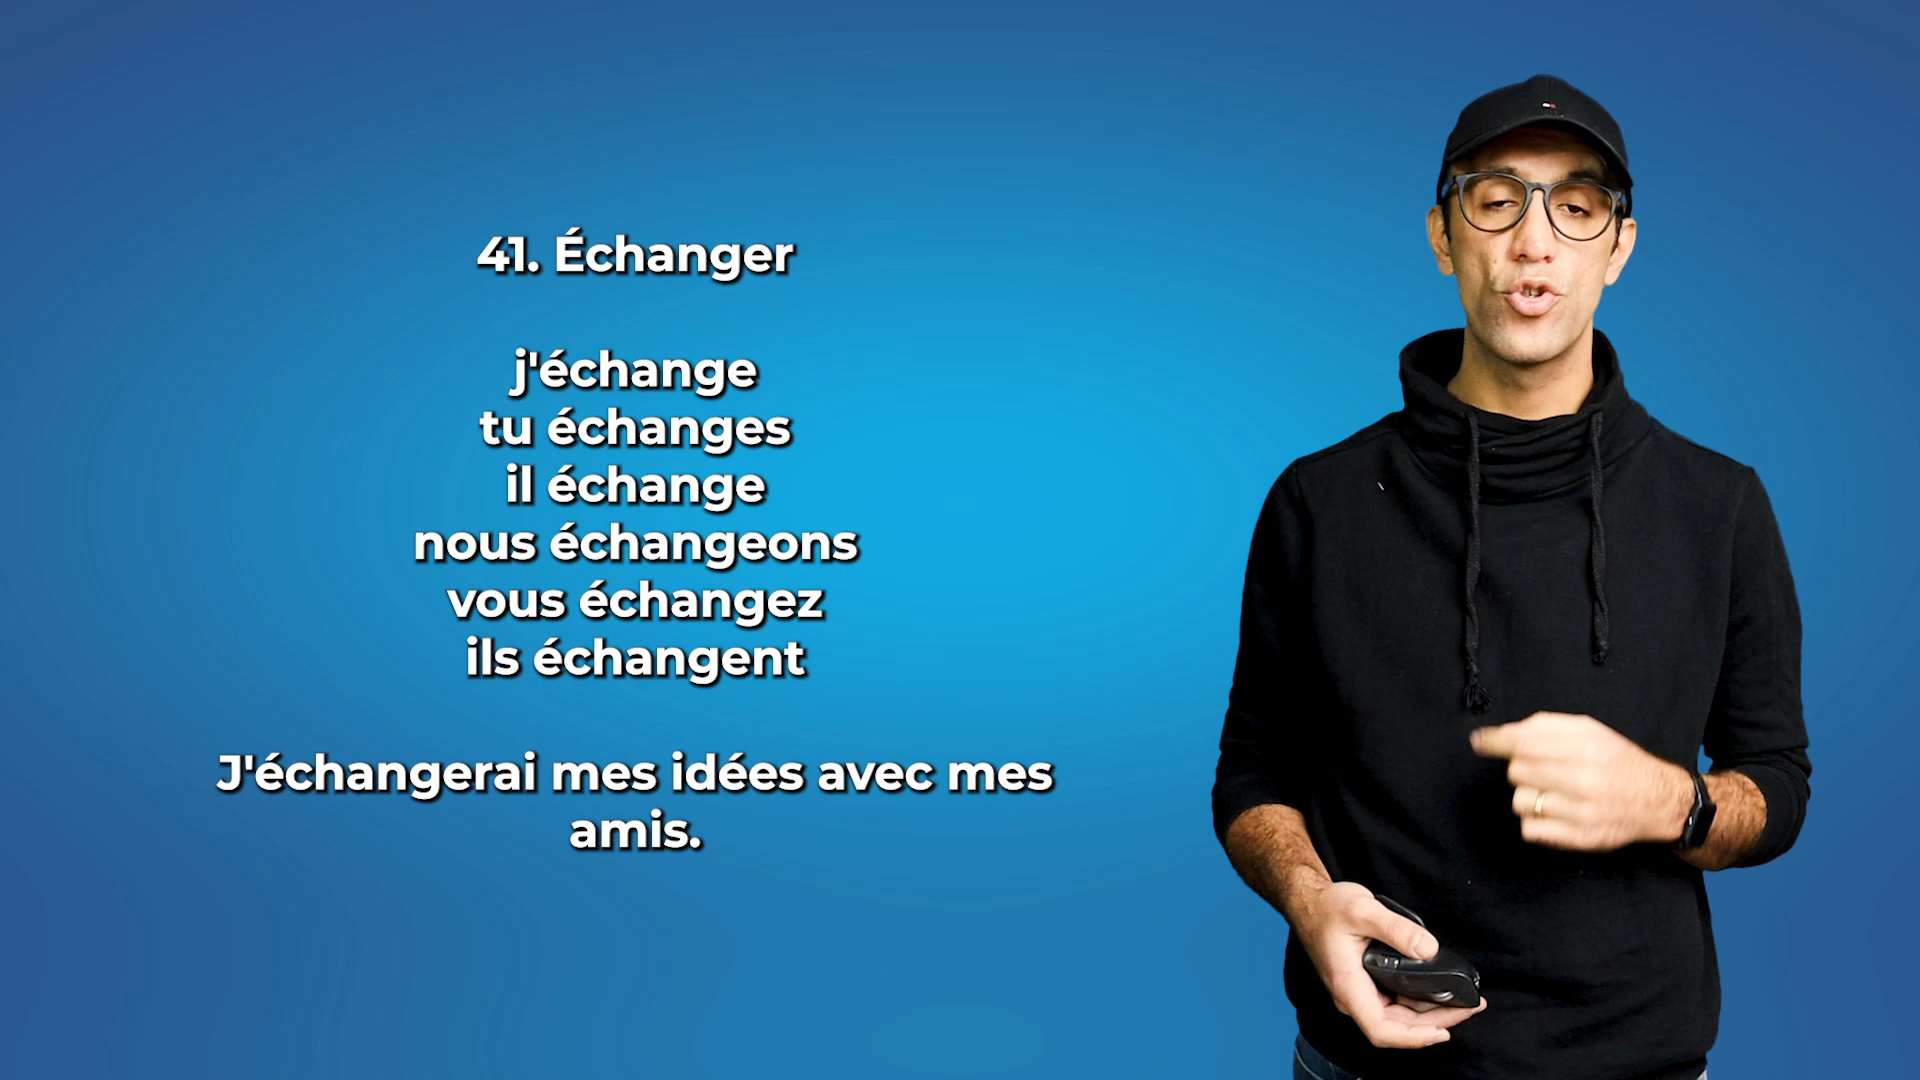 41. Échanger
j'échange
tu échanges
il échange
nous échangeons
vous échangez
ils échangent
J'échangerai mes idées avec mes
amis.